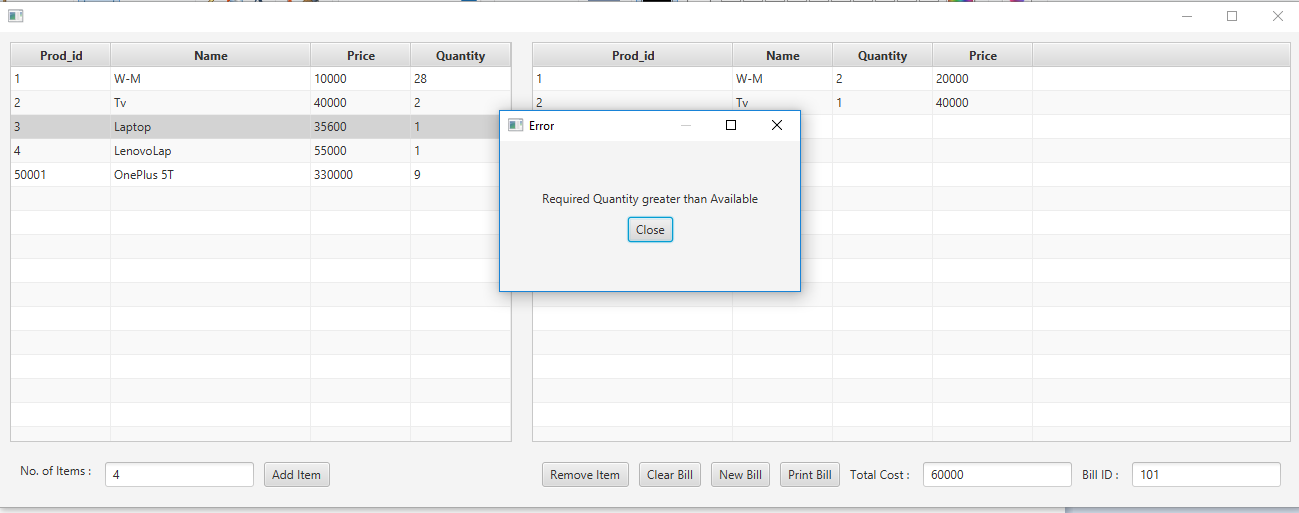 Prod_id Name Price Quantity
1 W-M 10000 28
2 Tv 40000 2
3 Laptop 35600 1
4 LenovoLap 55000 1
50001 OnePlus 5T 330000 9
Prod_id Name Quantity Price
1 W-M 2 20000
2 Tv 1 40000
Error
Required Quantity greater than Available
Close
No. of Items : 4 Add Item
Remove Item Clear Bill New Bill Print Bill Total Cost : 60000 Bill ID : 101